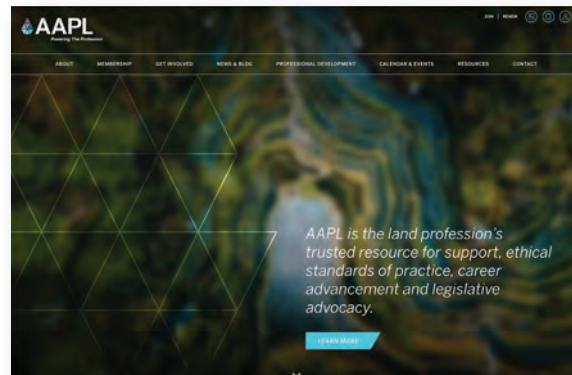 JOIN | RENEW
AAPL
Powering The Profession
ABOUT MEMBERSHIP GET INVOLVED NEWS & BLOG PROFESSIONAL DEVELOPMENT CALENDAR & EVENTS RESOURCES CONTACT
AAPL is the land profession's
trusted resource for support, ethical
standards of practice, career
advancement and legislative
advocacy.
LEARN MORE